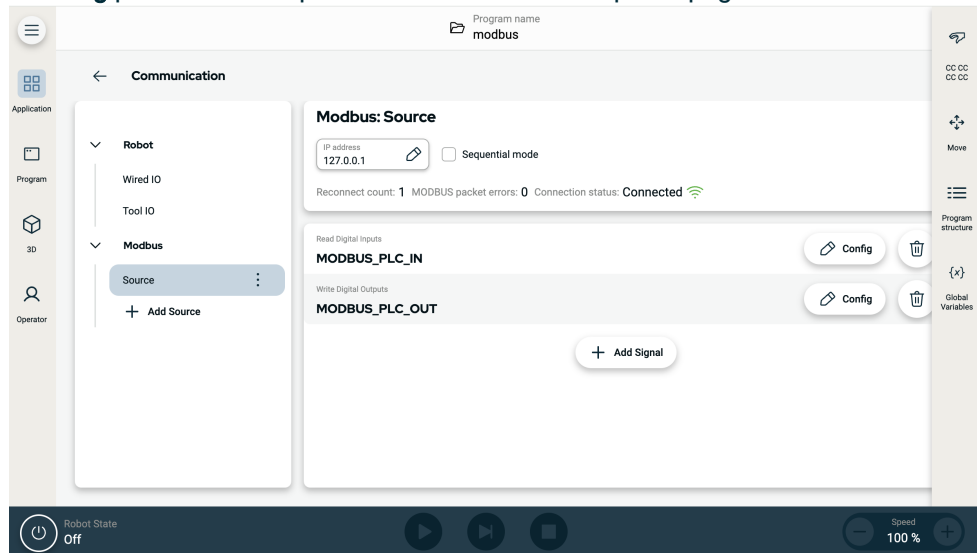 Program name
modbus
Communication
CC CC
CC CC
Application
Move
Program
Program
structure
3D
{x}
Global
Variables
Operator
Robot
Wired IO
Tool IO
Modbus
Source
Add Source
Modbus: Source
IP address
127.0.0.1
Sequential mode
Reconnect count: 1 MODBUS packet errors: 0 Connection status: Connected
Read Digital Inputs
MODBUS_PLC_IN
Config
Write Digital Outputs
MODBUS_PLC_OUT
Config
Add Signal
Robot State
Off
Speed
100 %